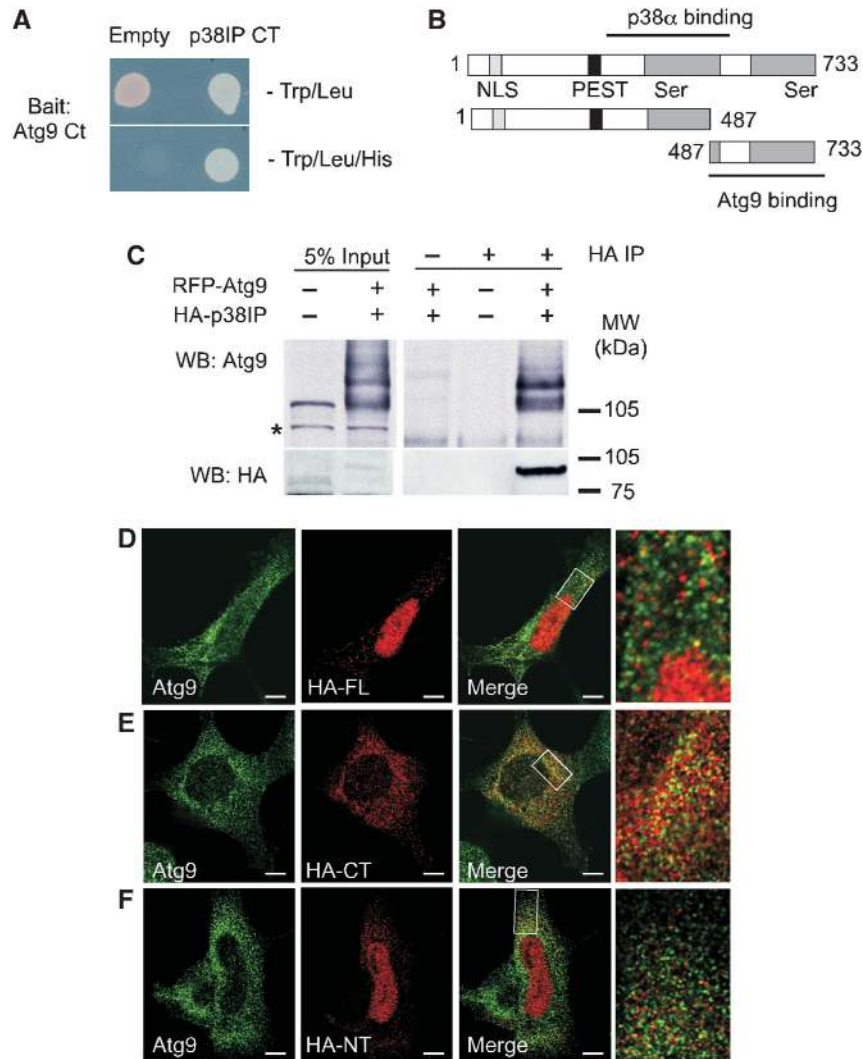 A
Empty p38IP CT
Bait:
Atg9 Ct
- Trp/Leu
- Trp/Leu/His
B
p38α binding
1 733
NLS PEST Ser Ser
1 487
487 733
Atg9 binding
C
5% Input – + + HA IP
RFP-Atg9 – + + – +
HA-p38IP – + + – +
MW
(kDa)
WB: Atg9
105
*
105
WB: HA
75
D
Atg9 HA-FL Merge
E
Atg9 HA-CT Merge
F
Atg9 HA-NT Merge